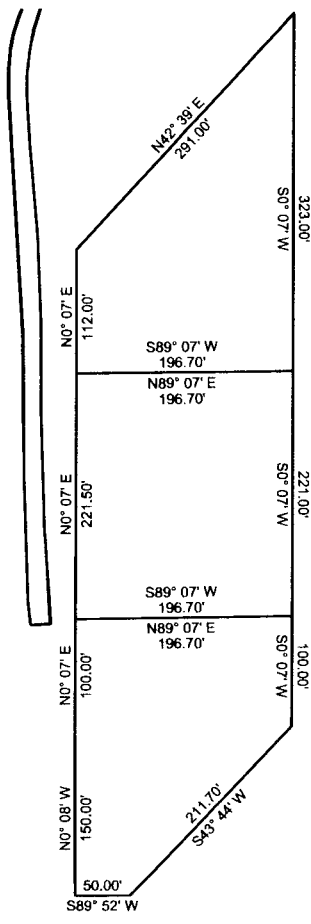 N42° 39' E
291.00'
S0° 07' W
323.00'
N0° 07' E
112.00'
S89° 07' W
196.70'
N89° 07' E
196.70'
N0° 07' E
221.50'
S0° 07' W
221.00'
S89° 07' W
196.70'
N89° 07' E
196.70'
N0° 07' E
100.00'
S0° 07' W
100.00'
N0° 08' W
150.00'
211.70'
S43° 44' W
50.00'
S89° 52' W